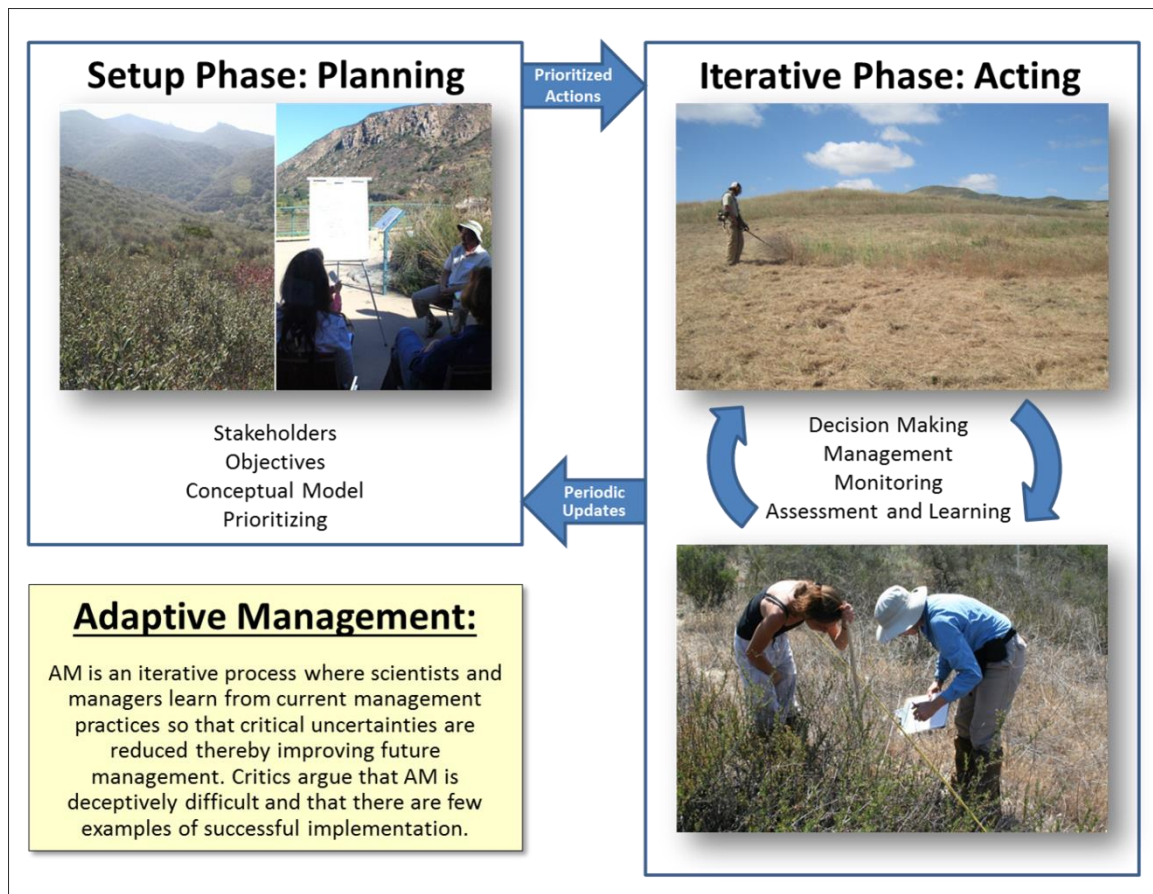 Setup Phase: Planning
Stakeholders
Objectives
Conceptual Model
Prioritizing
Prioritized
Actions
Iterative Phase: Acting
Decision Making
Management
Monitoring
Assessment and Learning
Periodic
Updates
Adaptive Management:
AM is an iterative process where scientists and
managers learn from current management
practices so that critical uncertainties are
reduced thereby improving future
management. Critics argue that AM is
deceptively difficult and that there are few
examples of successful implementation.